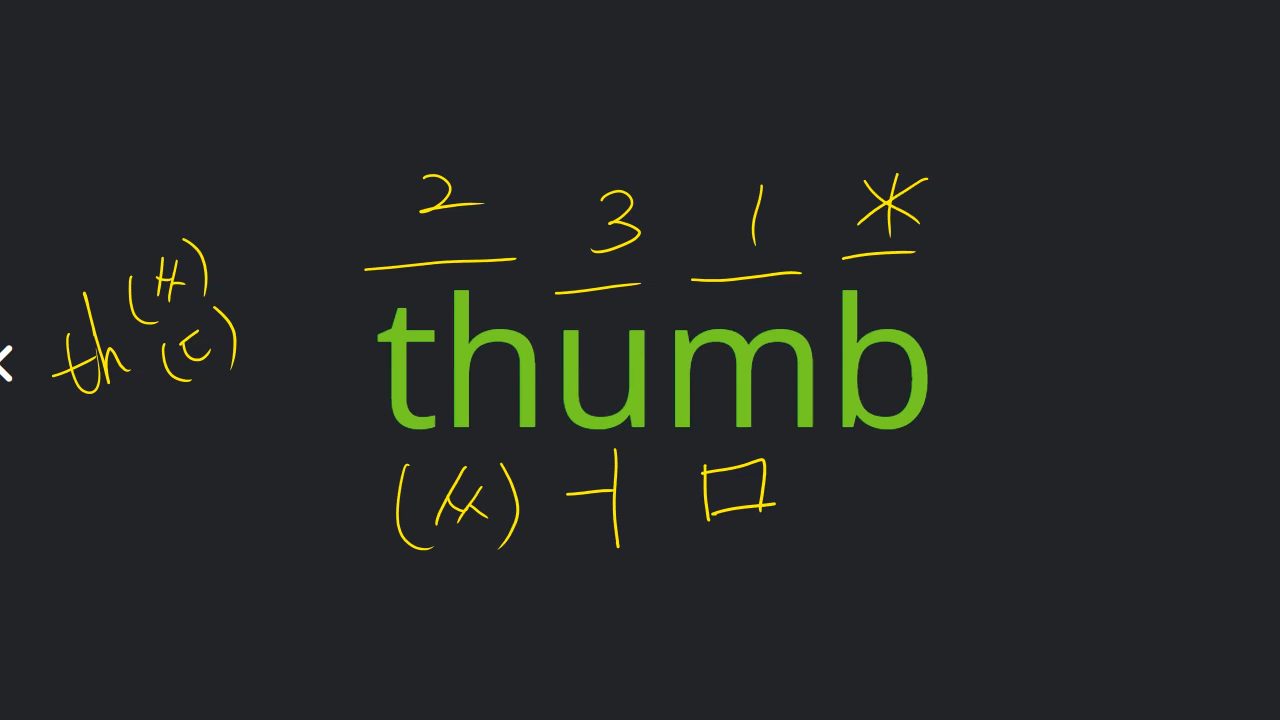 2 3 1 *
th (ㅆ)
(ㄷ)
thumb
(ㅆ) ㅓ ㅁ